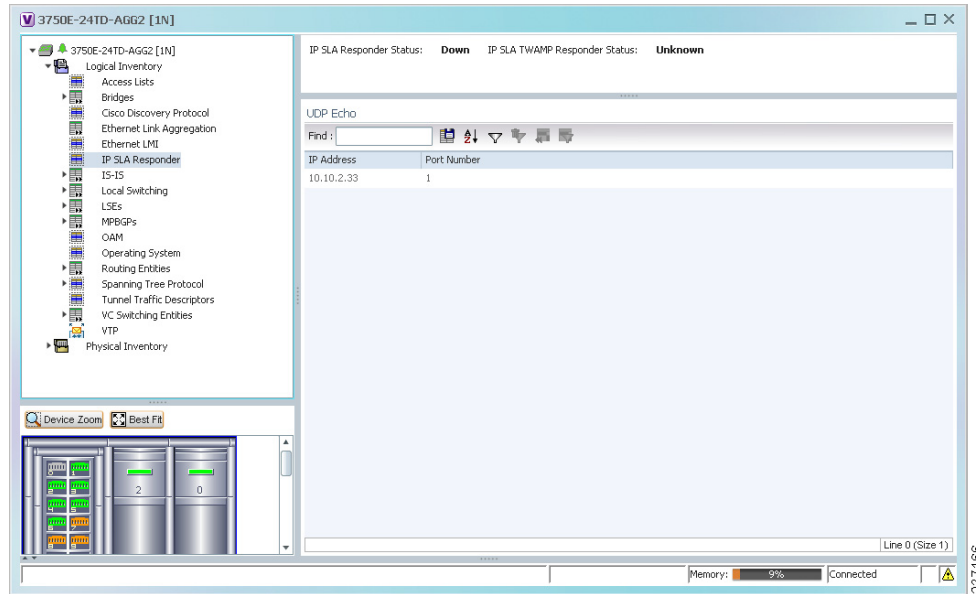 V 3750E-24TD-AGG2 [1N]
3750E-24TD-AGG2 [1N]
Logical Inventory
Access Lists
Bridges
Cisco Discovery Protocol
Ethernet Link Aggregation
Ethernet LMI
IP SLA Responder
IS-IS
Local Switching
LSEs
MPBGPs
OAM
Operating System
Routing Entities
Spanning Tree Protocol
Tunnel Traffic Descriptors
VC Switching Entities
VTP
Physical Inventory
Device Zoom Best Fit
2 0
IP SLA Responder Status: Down IP SLA TWAMP Responder Status: Unknown
UDP Echo
Find :
IP Address Port Number
10.10.2.33 1
Line 0 (Size 1)
Memory: 9% Connected